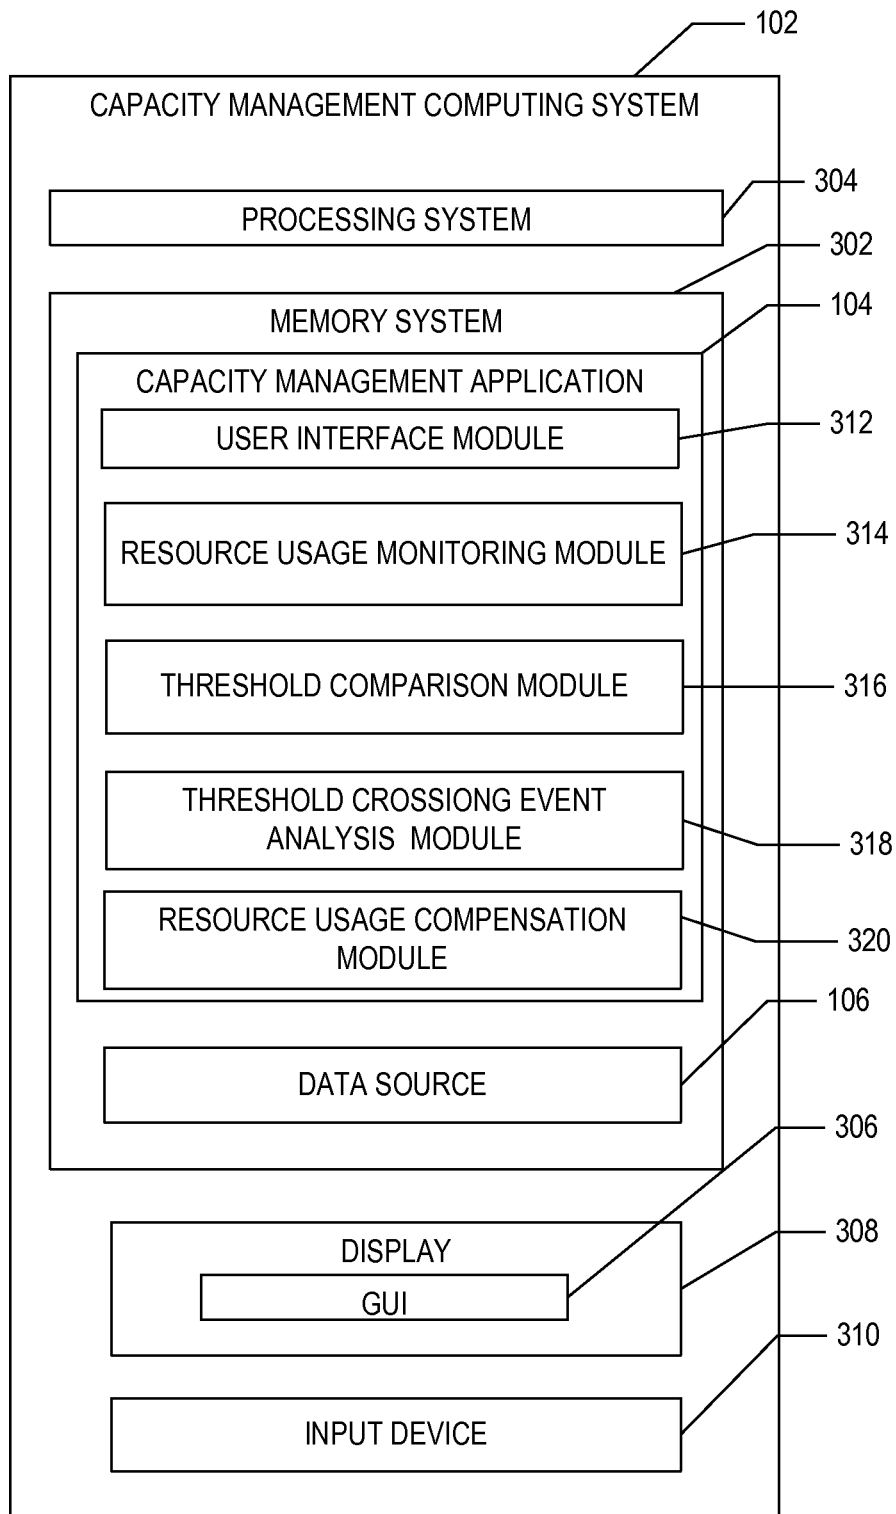 102
CAPACITY MANAGEMENT COMPUTING SYSTEM
304
PROCESSING SYSTEM
302
MEMORY SYSTEM
104
CAPACITY MANAGEMENT APPLICATION
312
USER INTERFACE MODULE
RESOURCE USAGE MONITORING MODULE
314
THRESHOLD COMPARISON MODULE
316
THRESHOLD CROSSIONG EVENT
ANALYSIS MODULE
318
RESOURCE USAGE COMPENSATION
MODULE
320
106
DATA SOURCE
306
308
DISPLAY
GUI
310
INPUT DEVICE